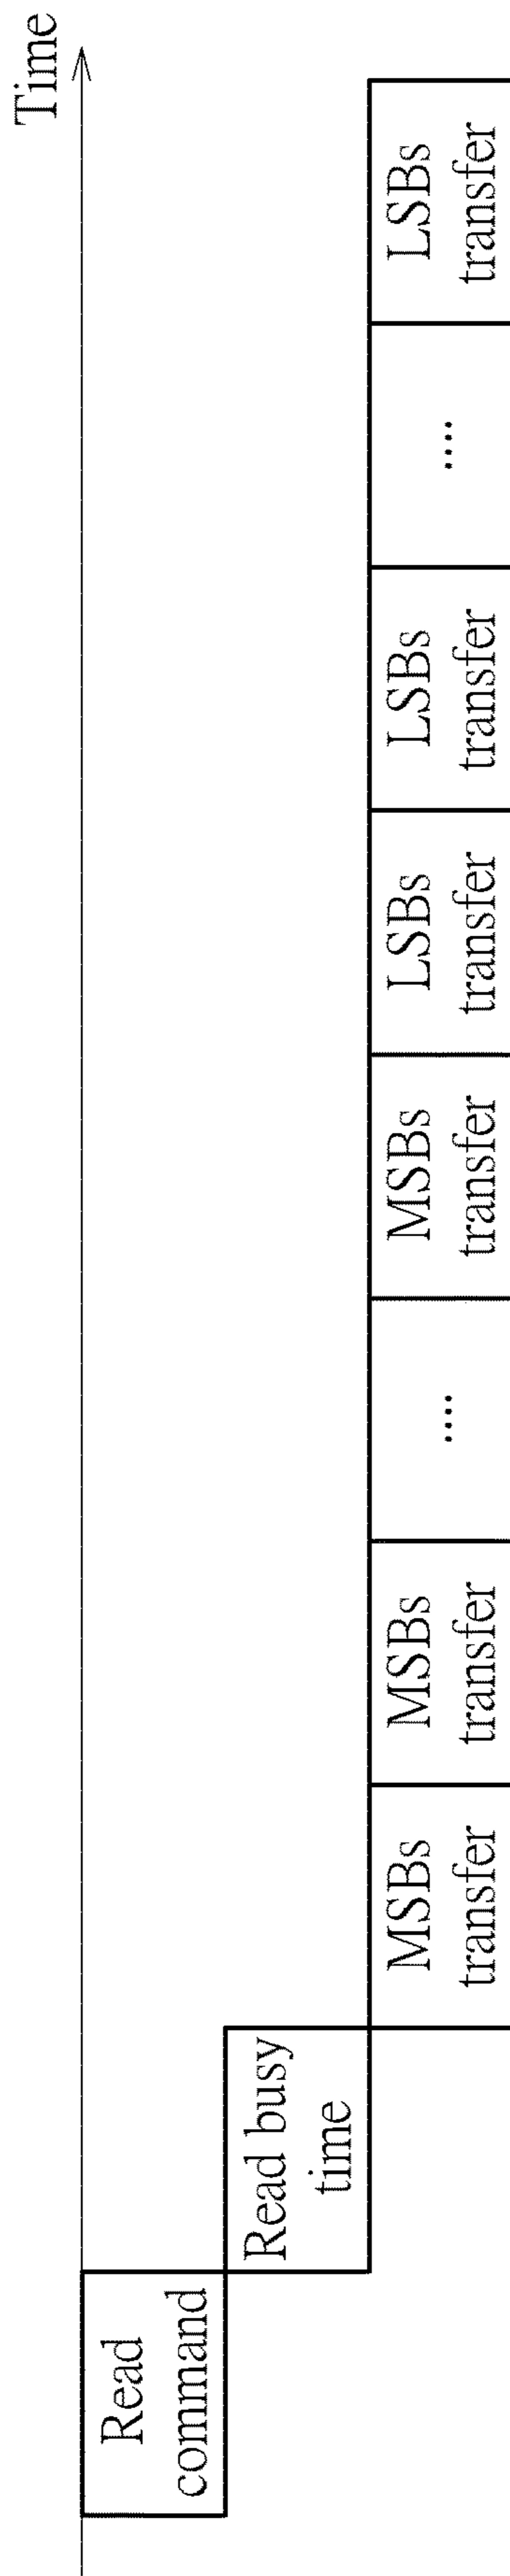 Time
Read
command
Read busy
time
MSBs
transfer
MSBs
transfer
....
MSBs
transfer
LSBs
transfer
LSBs
transfer
....
LSBs
transfer